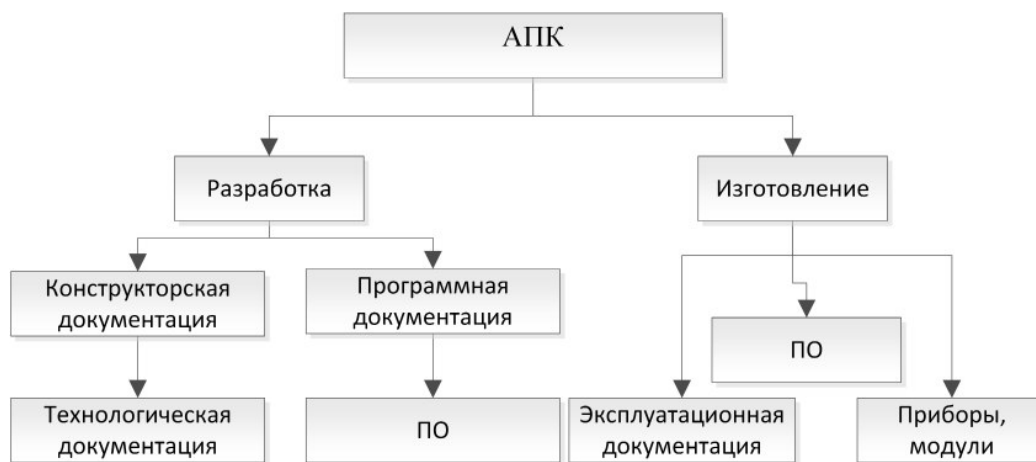 АПК
Разработка
Изготовление
Конструкторская
документация
Программная
документация
ПО
Технологическая
документация
ПО
Эксплуатационная
документация
Приборы,
модули